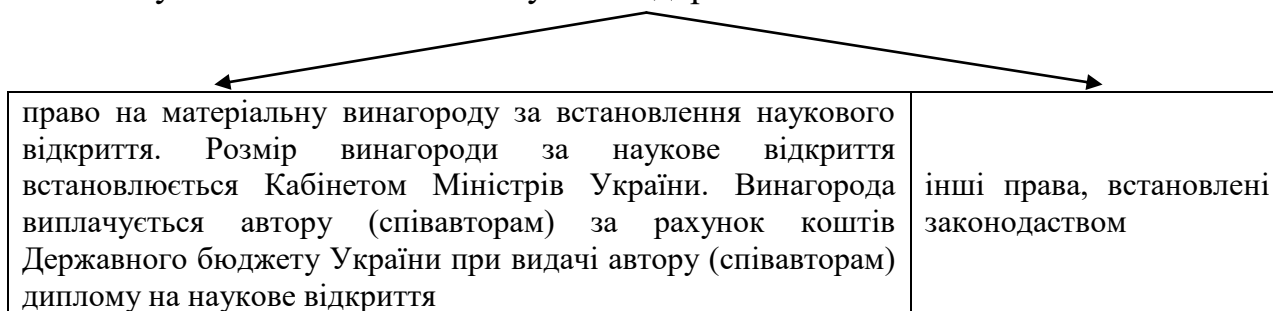 право на матеріальну винагороду за встановлення наукового
відкриття. Розмір винагороди за наукове відкриття
встановлюється Кабінетом Міністрів України. Винагорода
виплачується автору (співавторам) за рахунок коштів
Державного бюджету України при видачі автору (співавторам)
диплому на наукове відкриття
інші права, встановлені
законодаством